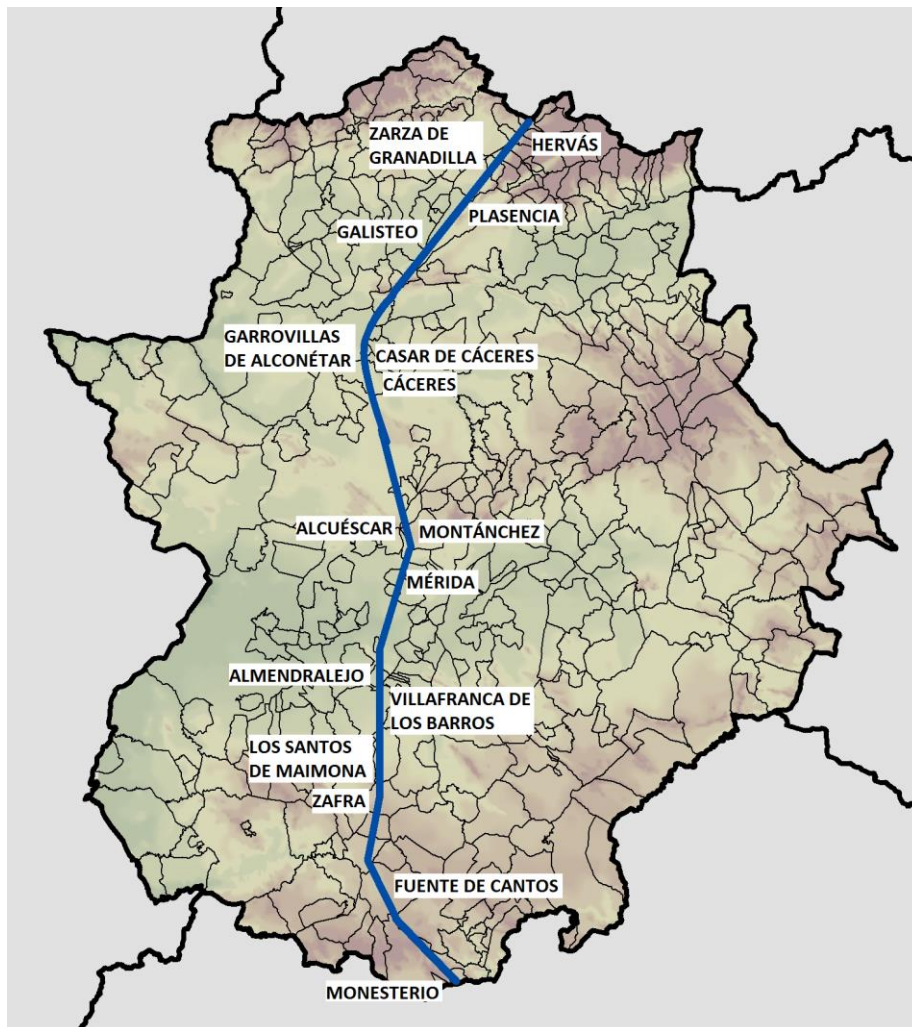 ZARZA DE
GRANADILLA
HERVÁS
PLASENCIA
GALISTEO
GARROVILLAS
DE ALCONÉTAR
CASAR DE CÁCERES
CÁCERES
ALCUÉSCAR
MONTÁNCHEZ
MÉRIDA
ALMENDRALEJO
VILLAFRANCA DE
LOS BARROS
LOS SANTOS
DE MAIMONA
ZAFRA
FUENTE DE CANTOS
MONESTERIO